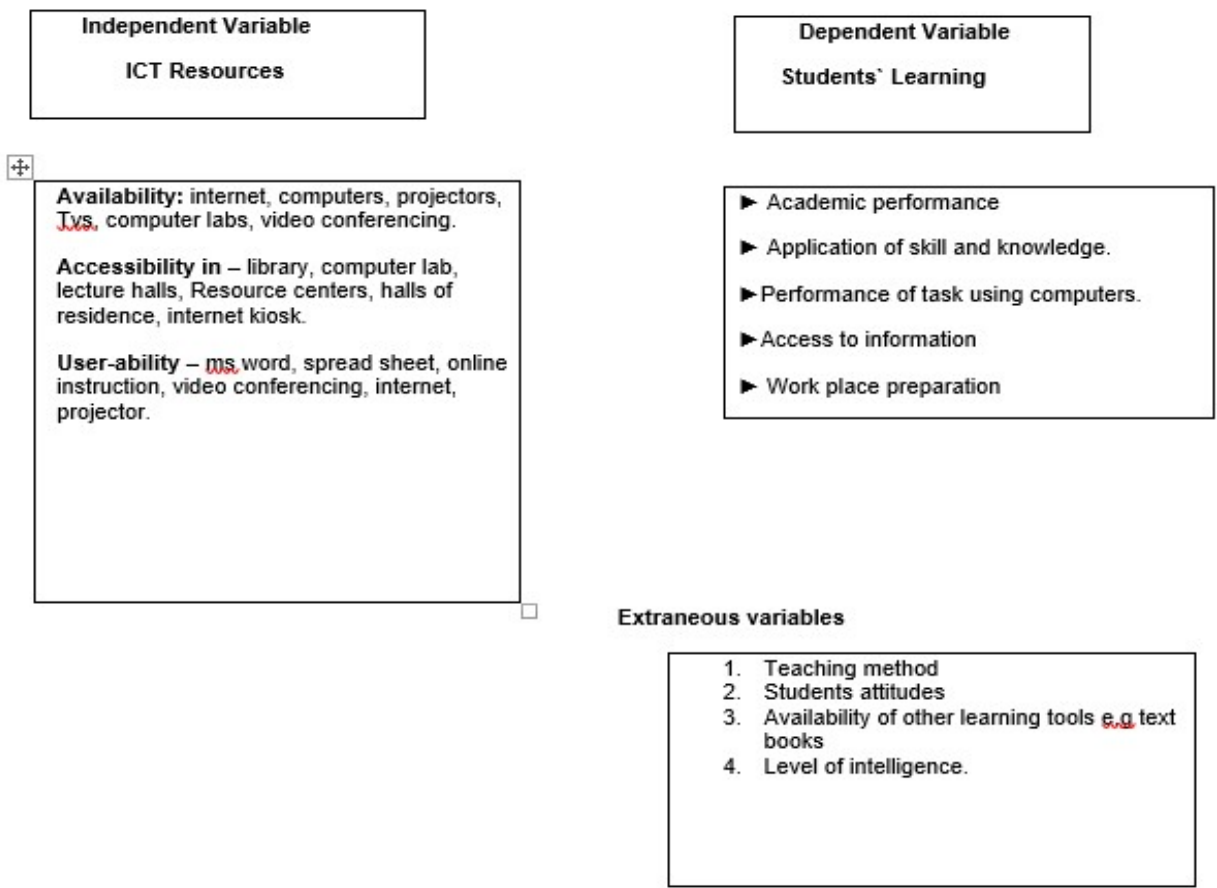 Independent Variable
ICT Resources
Dependent Variable
Students` Learning
Availability: internet, computers, projectors,
Tvs, computer labs, video conferencing.
Accessibility in – library, computer lab,
lecture halls, Resource centers, halls of
residence, internet kiosk.
User-ability – ms word, spread sheet, online
instruction, video conferencing, internet,
projector.
► Academic performance
► Application of skill and knowledge.
►Performance of task using computers.
►Access to information
► Work place preparation
Extraneous variables
1. Teaching method
2. Students attitudes
3. Availability of other learning tools e.g text
books
4. Level of intelligence.